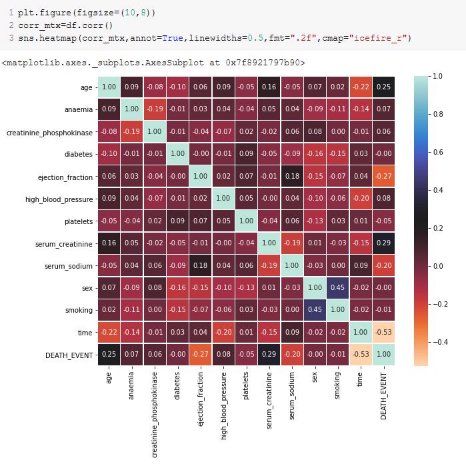 1 plt.figure(figsize=(10,8))
2 corr_mtx=df.corr()
3 sns.heatmap(corr_mtx,annot=True,linewidths=0.5,fmt=".2f",cmap="icefire_r")
<matplotlib.axes._subplots.AxesSubplot at 0x7f8921797b90>
age 1.00 0.09 -0.08 -0.10 0.06 0.09 -0.05 0.16 -0.05 0.07 0.02 -0.22 0.25
anaemia 0.09 1.00 -0.19 -0.01 0.03 0.04 -0.04 0.05 0.04 -0.09 -0.11 -0.14 0.07
creatinine_phosphokinase -0.08 -0.19 1.00 -0.01 -0.04 -0.07 0.02 -0.02 0.06 0.08 0.00 -0.01 0.06
diabetes -0.10 -0.01 -0.01 1.00 -0.00 -0.01 0.09 -0.05 -0.09 -0.16 -0.15 0.03 -0.00
ejection_fraction 0.06 0.03 -0.04 -0.00 1.00 0.02 0.07 -0.01 0.18 -0.15 -0.07 0.04 -0.27
high_blood_pressure 0.09 0.04 -0.07 -0.01 0.02 1.00 0.05 -0.00 0.04 -0.10 -0.06 -0.20 0.08
platelets -0.05 -0.04 0.02 0.09 0.07 0.05 1.00 -0.04 0.06 -0.13 0.03 0.01 -0.05
serum_creatinine 0.16 0.05 -0.02 -0.05 -0.01 -0.00 -0.04 1.00 -0.19 0.01 -0.03 -0.15 0.29
serum_sodium -0.05 0.04 0.06 -0.09 0.18 0.04 0.06 -0.19 1.00 -0.03 0.00 0.09 -0.20
sex 0.07 -0.09 0.08 -0.16 -0.15 -0.10 -0.13 0.01 -0.03 1.00 0.45 -0.02 -0.00
smoking 0.02 -0.11 0.00 -0.15 -0.07 -0.06 0.03 -0.03 0.00 0.45 1.00 -0.02 -0.01
time -0.22 -0.14 -0.01 0.03 0.04 -0.20 0.01 -0.15 0.09 -0.02 -0.02 1.00 -0.53
DEATH_EVENT 0.25 0.07 0.06 -0.00 -0.27 0.08 -0.05 0.29 -0.20 -0.00 -0.01 -0.53 1.00
age
anaemia
creatinine_phosphokinase
diabetes
ejection_fraction
high_blood_pressure
platelets
serum_creatinine
serum_sodium
sex
smoking
time
DEATH_EVENT
1.0
0.8
0.6
0.4
0.2
0.0
-0.2
-0.4